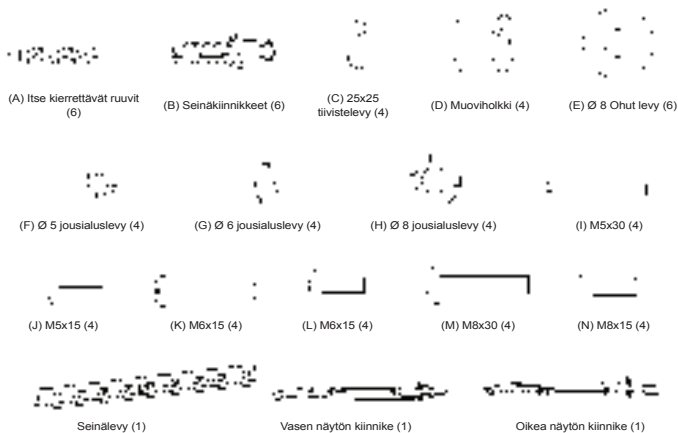 (A) Itse kierrettävät ruuvit
(6)
(B) Seinäkiinnikkeet (6)
(C) 25x25
tiivistelevy (4)
(D) Muoviholkki (4)
(E) Ø 8 Ohut levy (6)
(F) Ø 5 jousialuslevy (4)
(G) Ø 6 jousialuslevy (4)
(H) Ø 8 jousialuslevy (4)
(I) M5x30 (4)
(J) M5x15 (4)
(K) M6x15 (4)
(L) M6x15 (4)
(M) M8x30 (4)
(N) M8x15 (4)
Seinälevy (1)
Vasen näytön kiinnike (1)
Oikea näytön kiinnike (1)